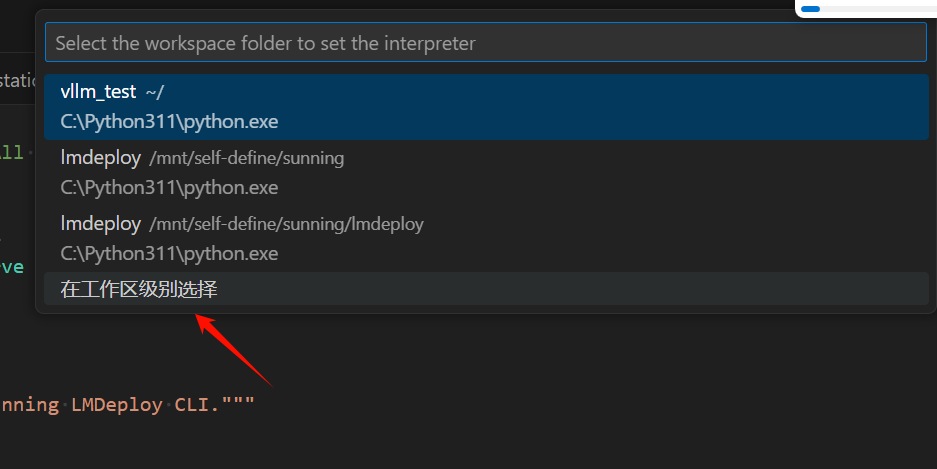 Select the workspace folder to set the interpreter
static
vllm_test ~/
C:\Python311\python.exe
all
lmdeploy /mnt/self-define/sunning
C:\Python311\python.exe
lmdeploy /mnt/self-define/sunning/lmdeploy
C:\Python311\python.exe
ve
在工作区级别选择
nning LMDeploy CLI."""